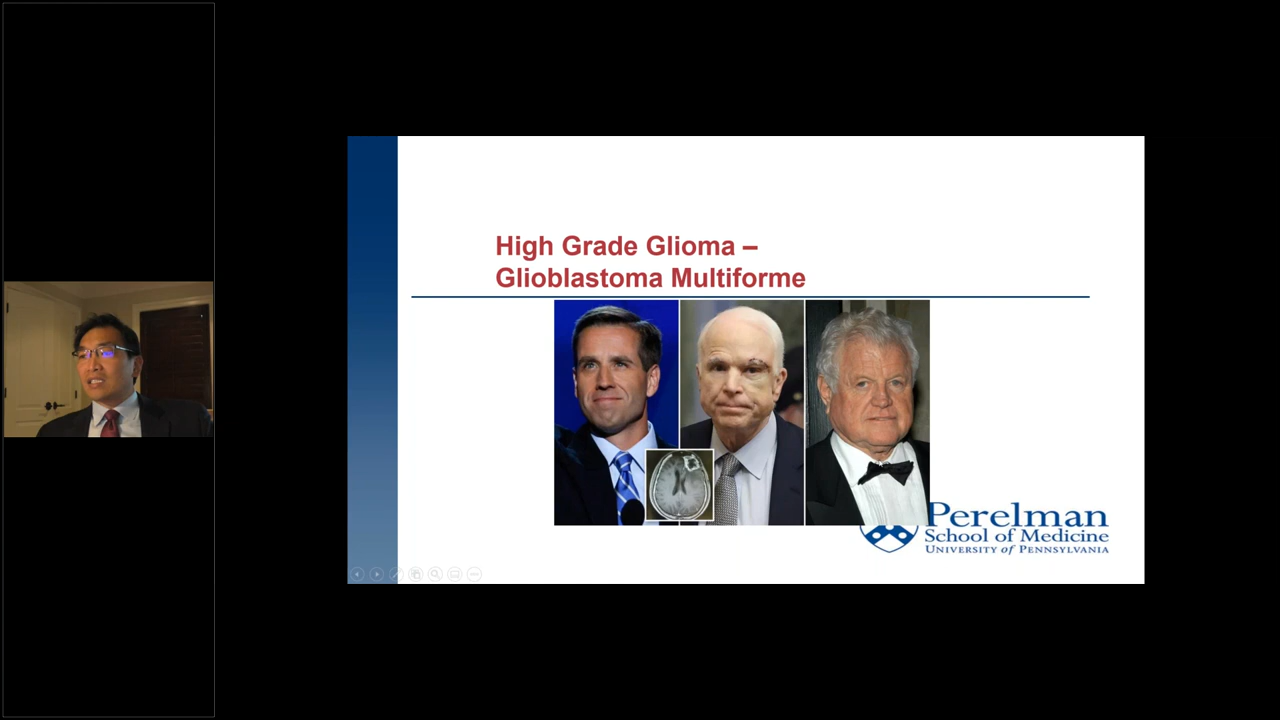 High Grade Glioma –
Glioblastoma Multiforme
Perelman
School of Medicine
University of Pennsylvania